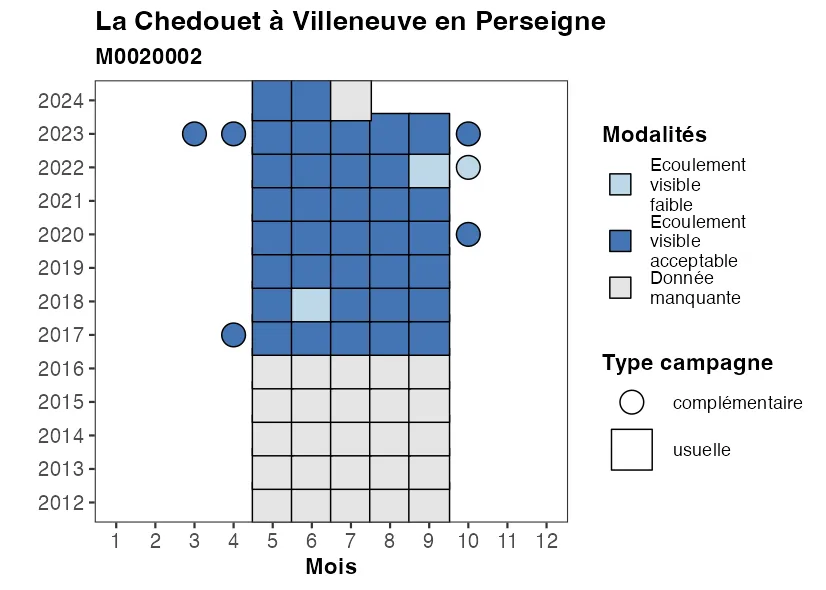 La Chedouet à Villeneuve en Perseigne
M0020002
2024
2023
2022
2021
2020
2019
2018
2017
2016
2015
2014
2013
2012
1 2 3 4 5 6 7 8 9 10 11 12
Mois
Modalités
Ecoulement
visible
faible
Ecoulement
visible
acceptable
Donnée
manquante
Type campagne
complémentaire
usuelle